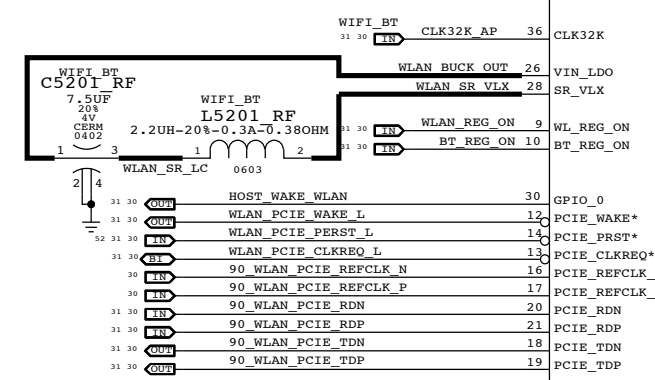 WIFI_BT
31 30 IN CLK32K_AP 36 CLK32K
WLAN_BUCK_OUT 26 VIN_LDO
WLAN_SR_VLX 28 SR_VLX
WIFI_BT
C5201_RF
7.5UF
20%
4V
CERM
0402
WIFI_BT
L5201_RF
2.2UH-20%-0.3A-0.38OHM
31 30 IN WLAN_REG_ON 9 WL_REG_ON
31 30 IN BT_REG_ON 10 BT_REG_ON
1 3 1 2
WLAN_SR_LC 0603
2 4
31 30 OUT HOST_WAKE_WLAN 30 GPIO_0
31 30 OUT WLAN_PCIE_WAKE_L 12 PCIE_WAKE*
52 31 30 IN WLAN_PCIE_PERST_L 14 PCIE_PRST*
31 30 BI WLAN_PCIE_CLKREQ_L 13 PCIE_CLKREQ*
30 IN 90_WLAN_PCIE_REFCLK_N 16 PCIE_REFCLK_
30 IN 90_WLAN_PCIE_REFCLK_P 17 PCIE_REFCLK_
31 30 IN 90_WLAN_PCIE_RDN 20 PCIE_RDN
31 30 IN 90_WLAN_PCIE_RDP 21 PCIE_RDP
31 30 OUT 90_WLAN_PCIE_TDN 18 PCIE_TDN
31 30 OUT 90_WLAN_PCIE_TDP 19 PCIE_TDP